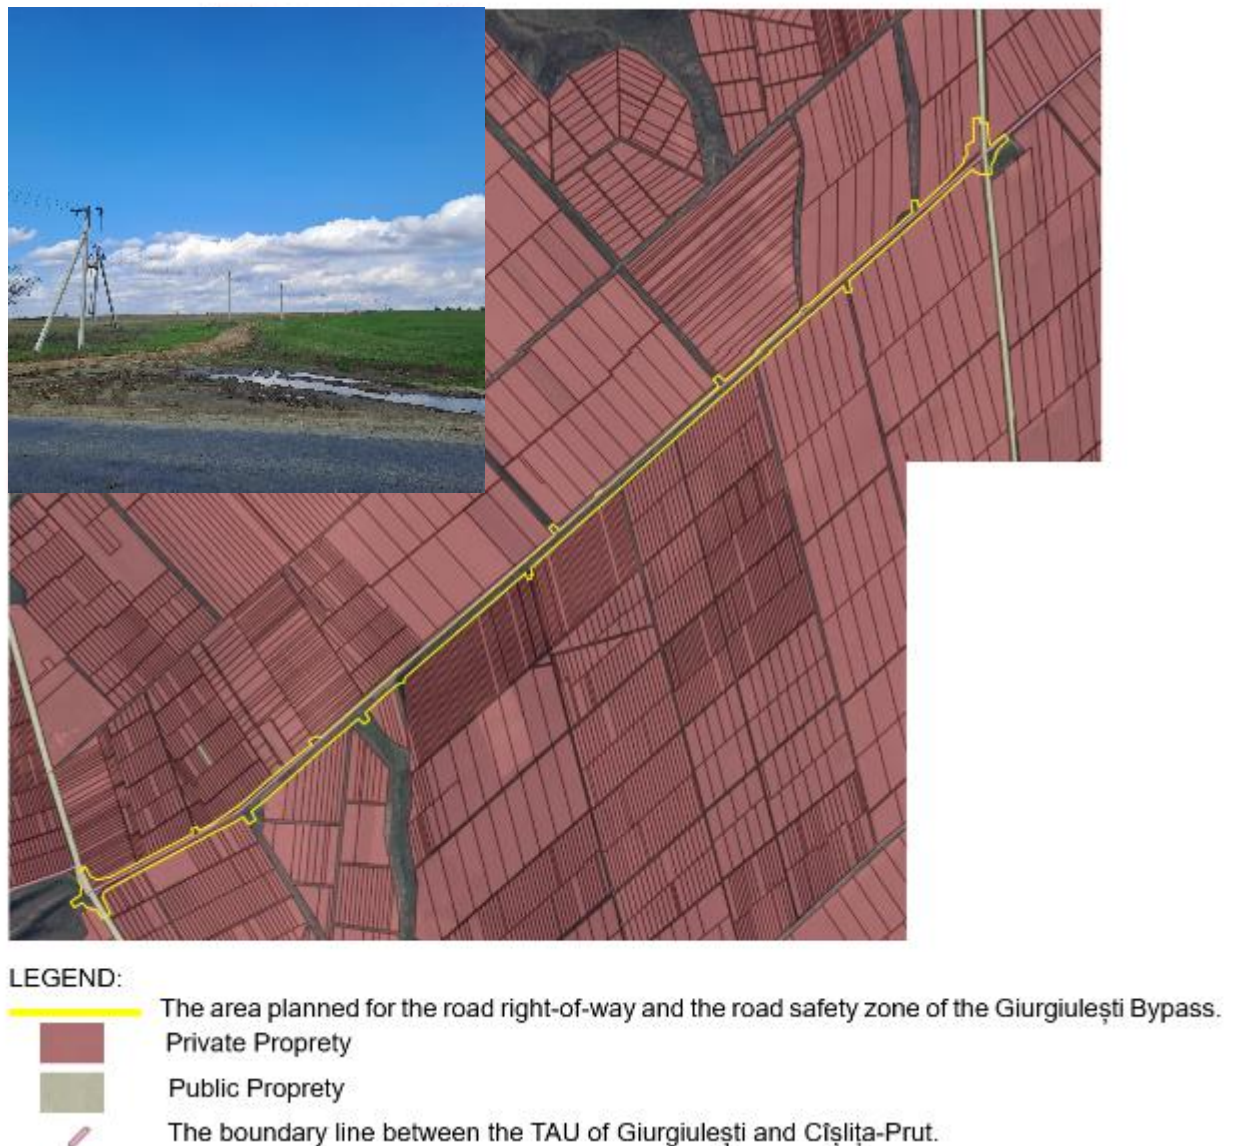 LEGEND:
The area planned for the road right-of-way and the road safety zone of the Giurgiulești Bypass.
Private Proprety
Public Proprety
The boundary line between the TAU of Giurgiulești and Cîșlița-Prut.